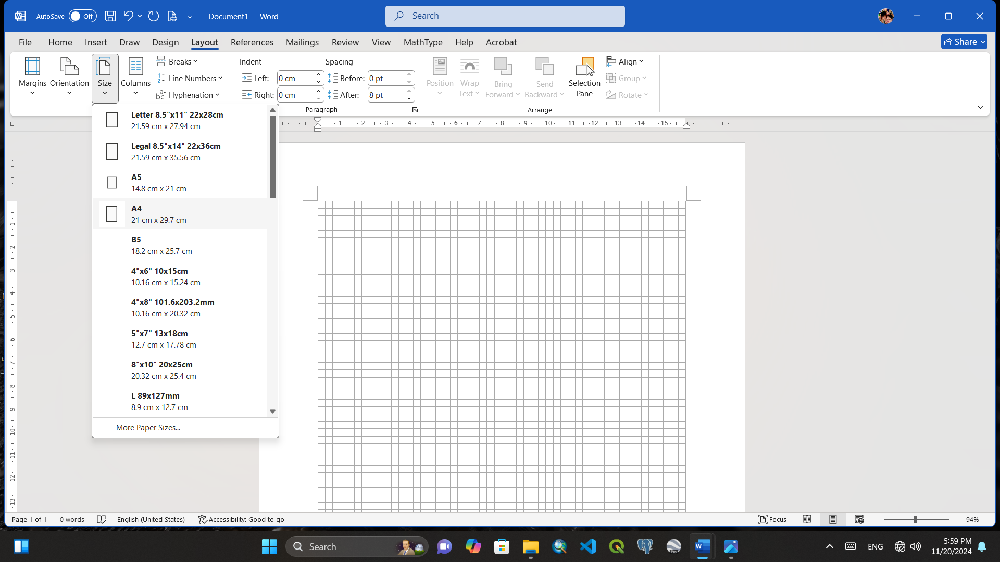 AutoSave Off Document1 - Word Search
File Home Insert Draw Design Layout References Mailings Review View MathType Help Acrobat Share
Margins Orientation Size Columns
Breaks
Line Numbers
Hyphenation
Indent Spacing
Left: 0 cm Before: 0 pt
Right: 0 cm After: 8 pt
Paragraph
Position Wrap Text Bring Forward Send Backward Selection Pane
Align
Group
Rotate
Arrange
1 2 3 4 5 6 7 8 9 10 11 12 13 14 15
Letter 8.5"x11" 22x28cm
21.59 cm x 27.94 cm
Legal 8.5"x14" 22x36cm
21.59 cm x 35.56 cm
A5
14.8 cm x 21 cm
A4
21 cm x 29.7 cm
B5
18.2 cm x 25.7 cm
4"x6" 10x15cm
10.16 cm x 15.24 cm
4"x8" 101.6x203.2mm
10.16 cm x 20.32 cm
5"x7" 13x18cm
12.7 cm x 17.78 cm
8"x10" 20x25cm
20.32 cm x 25.4 cm
L 89x127mm
8.9 cm x 12.7 cm
More Paper Sizes...
1
2
3
4
5
6
7
8
9
10
11
12
13
Page 1 of 1 0 words English (United States) Accessibility: Good to go Focus 94%
Search ENG 5:59 PM
11/20/2024